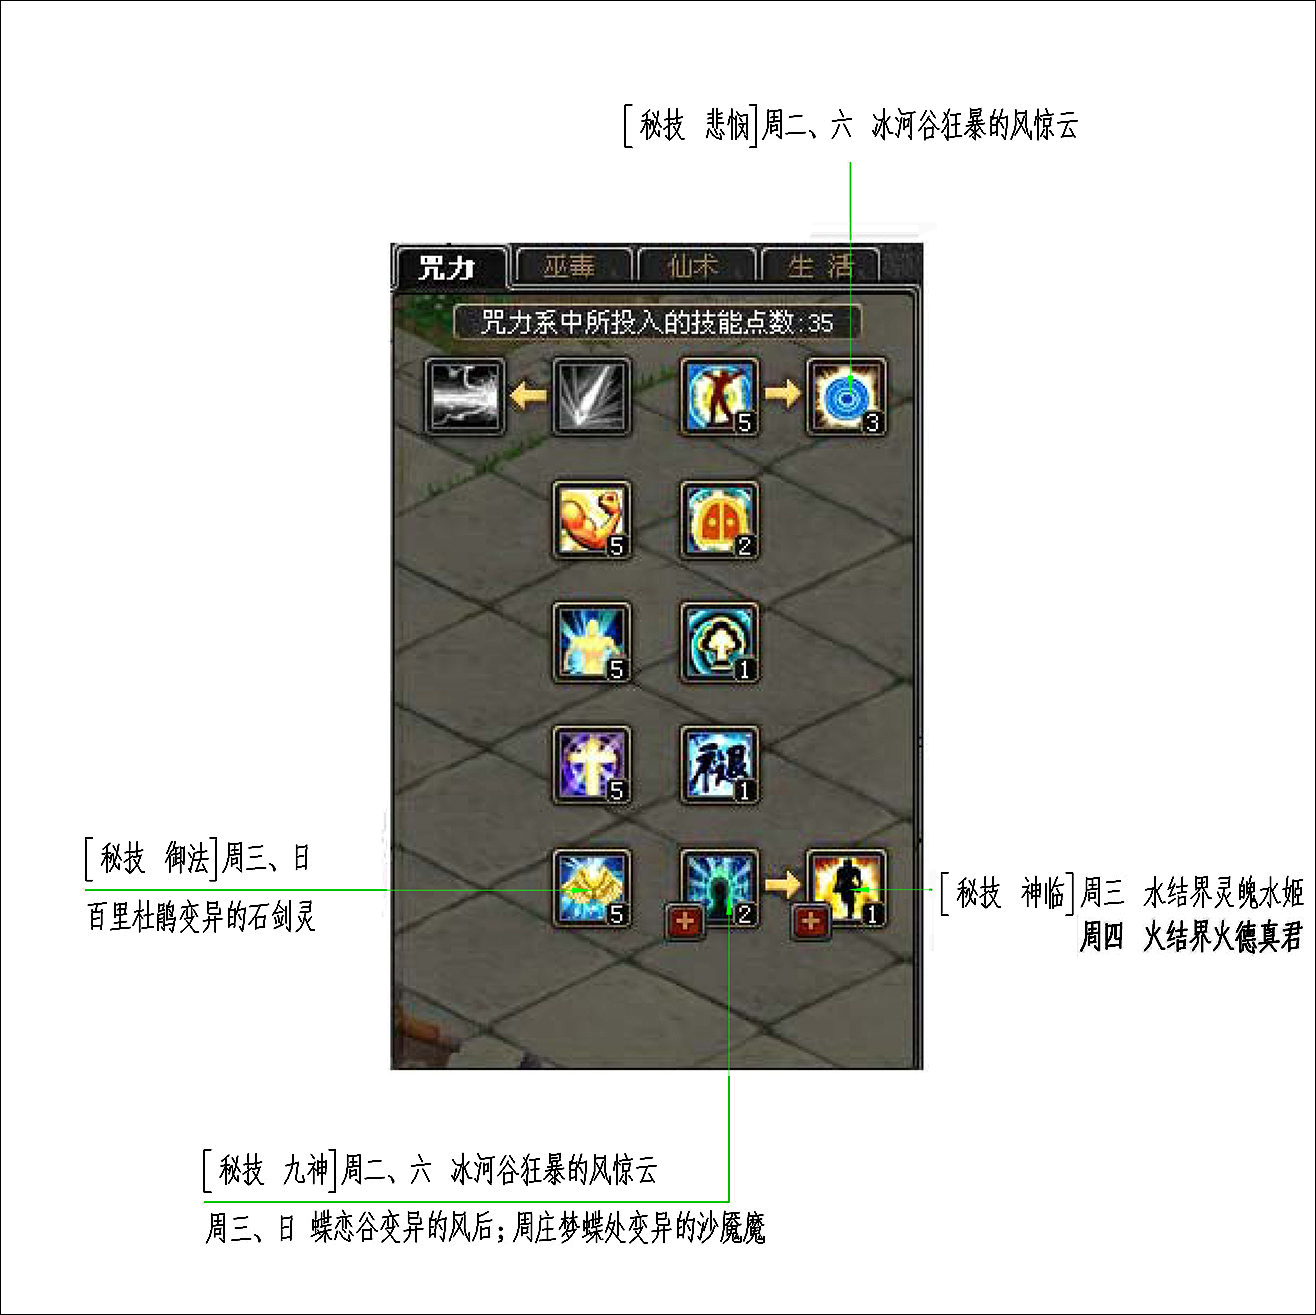 [秘技 悲悯]周二、六 冰河谷狂暴的风惊云
咒力 巫毒 仙术 生活
咒力系中所投入的技能点数:35
5 3
5 2
5 1
5 退 1
5 2 1
[秘技 御法]周三、日
百里杜鹃变异的石剑灵
[秘技 神临]周三 水结界灵魄水姬
周四 火结界火德真君
[秘技 九神]周二、六 冰河谷狂暴的风惊云
周三、日 蝶恋谷变异的风后；周庄梦蝶处变异的沙魇魔